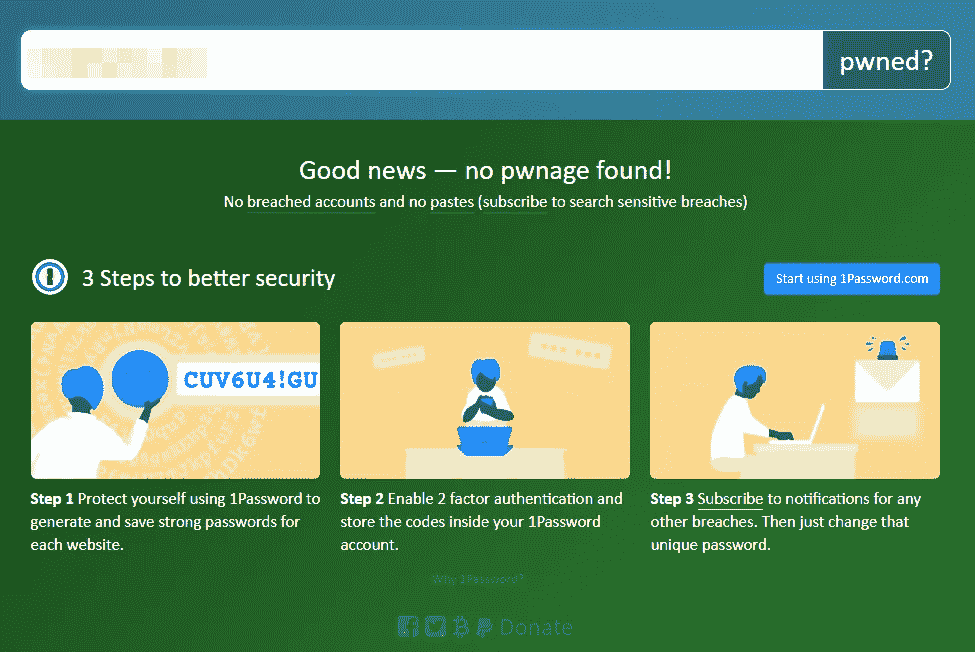 pwned?
Good news — no pwnage found!
No breached accounts and no pastes (subscribe to search sensitive breaches)
3 Steps to better security
Start using 1Password.com
CUV6U4!GU
Step 1 Protect yourself using 1Password to
generate and save strong passwords for
each website.
Step 2 Enable 2 factor authentication and
store the codes inside your 1Password
account.
Step 3 Subscribe to notifications for any
other breaches. Then just change that
unique password.
Why 1Password?
Donate